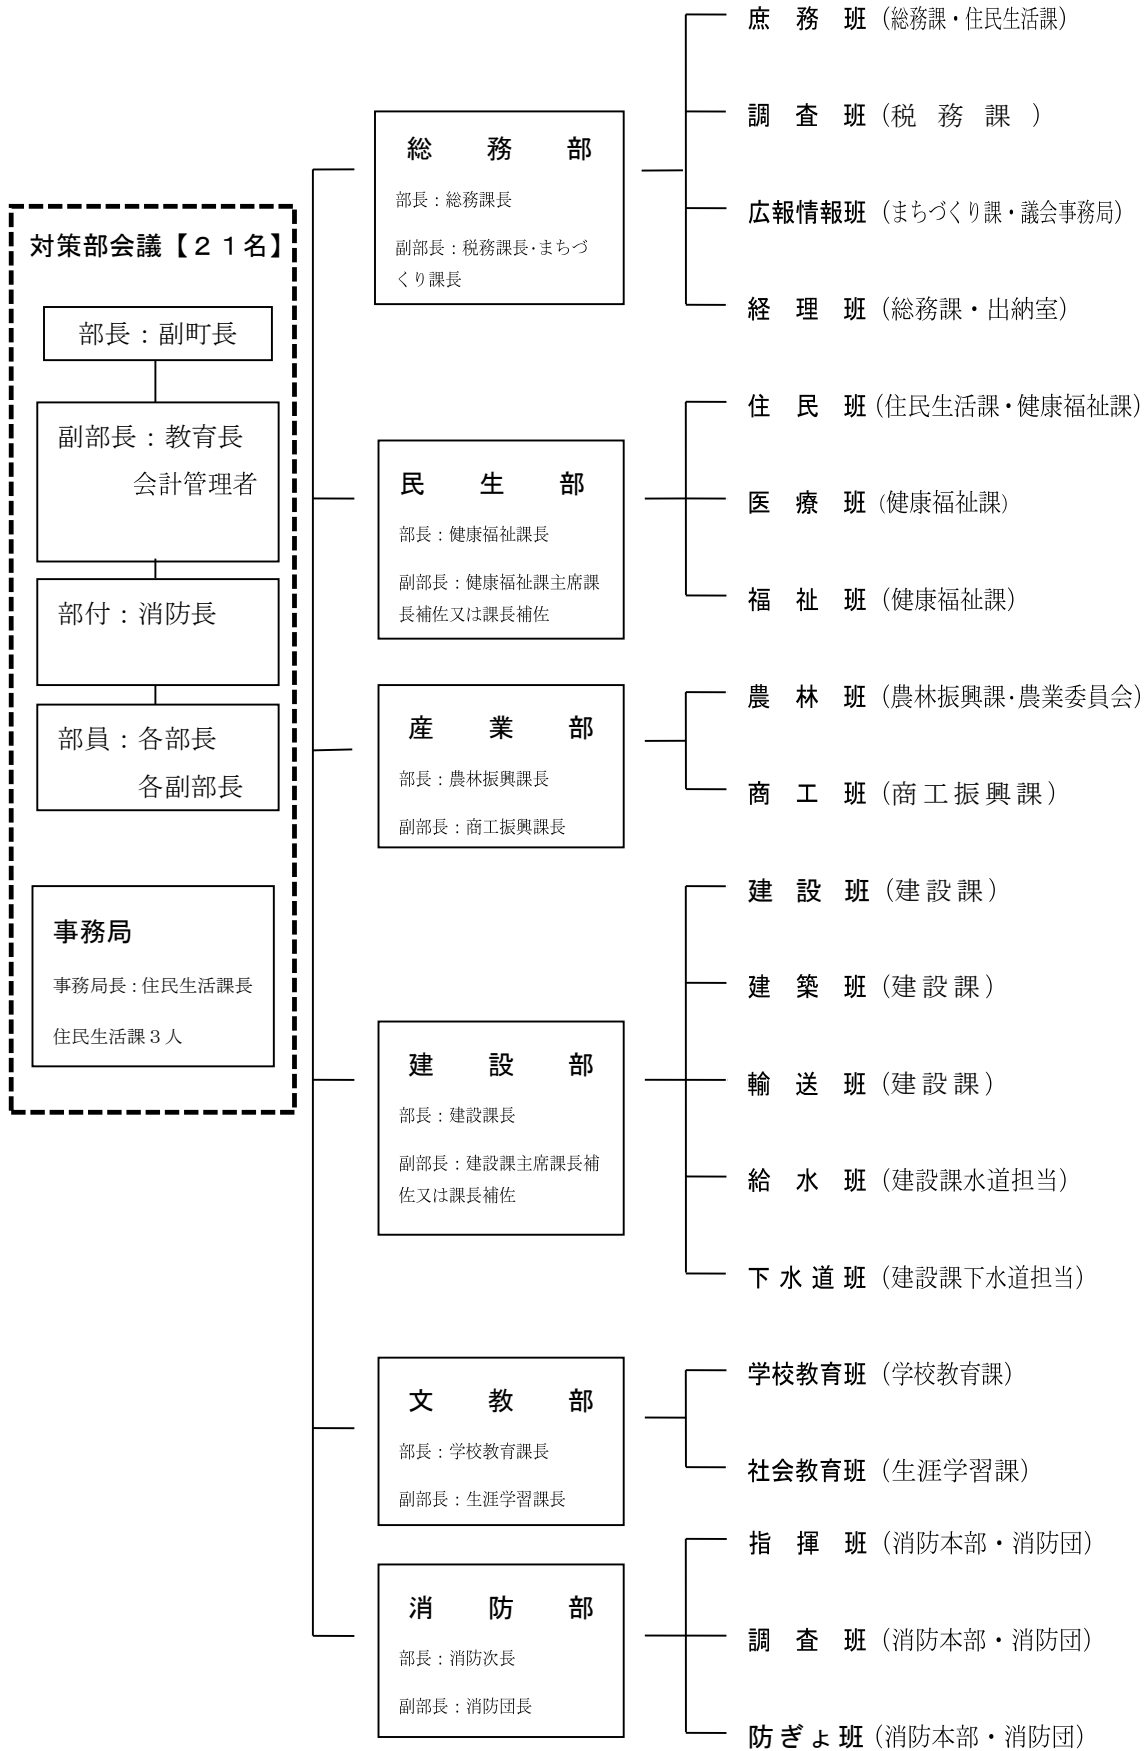 対策部会議【２１名】
部長：副町長
副部長：教育長
会計管理者
部付：消防長
部員：各部長
各副部長
事務局
事務局長：住民生活課長
住民生活課３人
総　務　部
部長：総務課長
副部長：税務課長・まちづ
くり課長
庶　務　班（総務課・住民生活課）
調　査　班（税　務　課　）
広報情報班（まちづくり課・議会事務局）
経　理　班（総務課・出納室）
民　生　部
部長：健康福祉課長
副部長：健康福祉課主席課
長補佐又は課長補佐
住　民　班（住民生活課・健康福祉課）
医　療　班（健康福祉課）
福　祉　班（健康福祉課）
産　業　部
部長：農林振興課長
副部長：商工振興課長
農　林　班（農林振興課・農業委員会）
商　工　班（商工振興課）
建　設　部
部長：建設課長
副部長：建設課主席課長補
佐又は課長補佐
建　設　班（建設課）
建　築　班（建設課）
輸　送　班（建設課）
給　水　班（建設課水道担当）
下水道班（建設課下水道担当）
文　教　部
部長：学校教育課長
副部長：生涯学習課長
学校教育班（学校教育課）
社会教育班（生涯学習課）
消　防　部
部長：消防次長
副部長：消防団長
指　揮　班（消防本部・消防団）
調　査　班（消防本部・消防団）
防ぎょ班（消防本部・消防団）